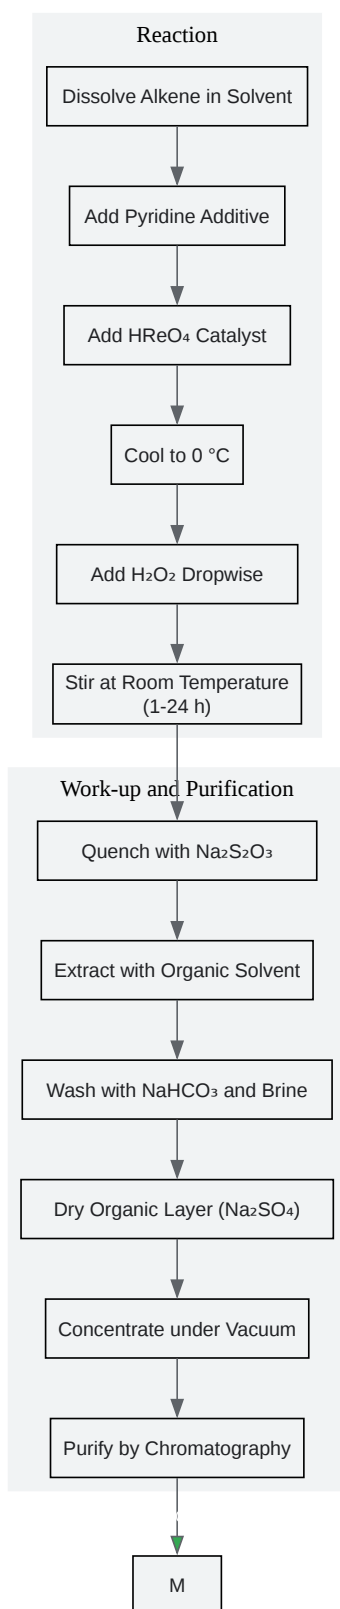 Reaction
Dissolve Alkene in Solvent
Add Pyridine Additive
Add HReO₄ Catalyst
Cool to 0 °C
Add H₂O₂ Dropwise
Stir at Room Temperature
(1-24 h)
Work-up and Purification
Quench with Na₂S₂O₃
Extract with Organic Solvent
Wash with NaHCO₃ and Brine
Dry Organic Layer (Na₂SO₄)
Concentrate under Vacuum
Purify by Chromatography
M